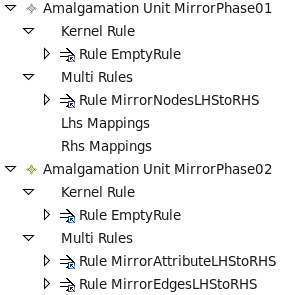 Amalgamation Unit MirrorPhase01
Kernel Rule
Rule EmptyRule
Multi Rules
Rule MirrorNodesLHStoRHS
Lhs Mappings
Rhs Mappings
Amalgamation Unit MirrorPhase02
Kernel Rule
Rule EmptyRule
Multi Rules
Rule MirrorAttributeLHStoRHS
Rule MirrorEdgesLHStoRHS